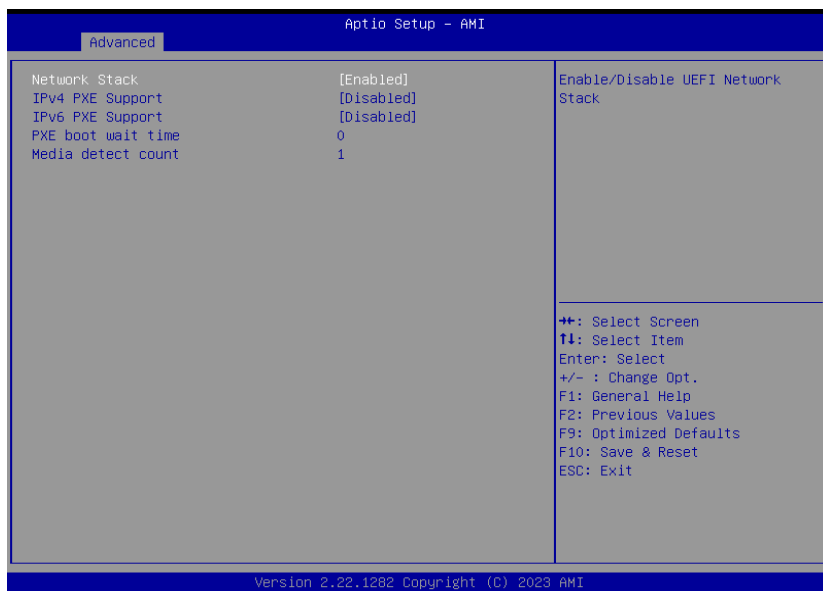 Aptio Setup – AMI
Advanced
Network Stack [Enabled]
IPv4 PXE Support [Disabled]
IPv6 PXE Support [Disabled]
PXE boot wait time 0
Media detect count 1
Enable/Disable UEFI Network
Stack
→←: Select Screen
↑↓: Select Item
Enter: Select
+/- : Change Opt.
F1: General Help
F2: Previous Values
F9: Optimized Defaults
F10: Save & Reset
ESC: Exit
Version 2.22.1282 Copyright (C) 2023 AMI